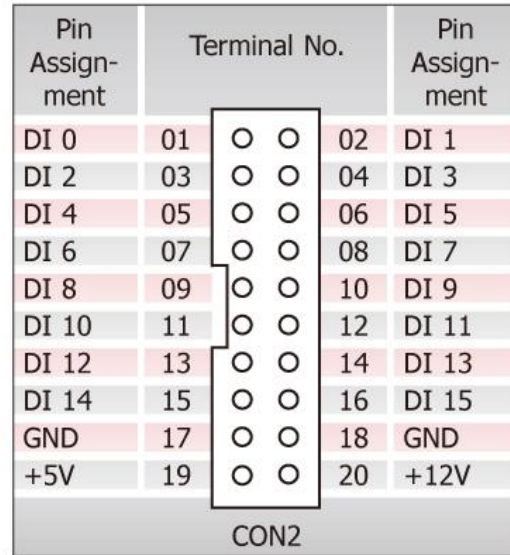 Pin Assign-ment Terminal No. Pin Assign-ment
DI 0 01 02 DI 1
DI 2 03 04 DI 3
DI 4 05 06 DI 5
DI 6 07 08 DI 7
DI 8 09 10 DI 9
DI 10 11 12 DI 11
DI 12 13 14 DI 13
DI 14 15 16 DI 15
GND 17 18 GND
+5V 19 20 +12V
CON2